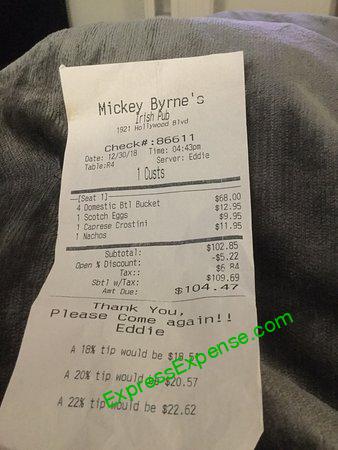 Mickey Byrne's
Irish Pub
1921 Hollywood Blvd
Check#:86611
Date: 12/30/18 Time: 04:43pm
Table:R4 Server: Eddie
1 Custs
[Seat 1]
4 Domestic Btl Bucket $68.00
1 Scotch Eggs $12.95
1 Caprese Crostini $9.95
1 Nachos $11.95
Subtotal: $102.85
Open % Discount: -$5.22
Tax:: $6.84
Sbtl w/Tax: $109.69
Amt Due: $104.47
Thank You,
Please Come again!!
Eddie
A 18% tip would be $18.51
A 20% tip would be $20.57
A 22% tip would be $22.62
ExpressExpense.com